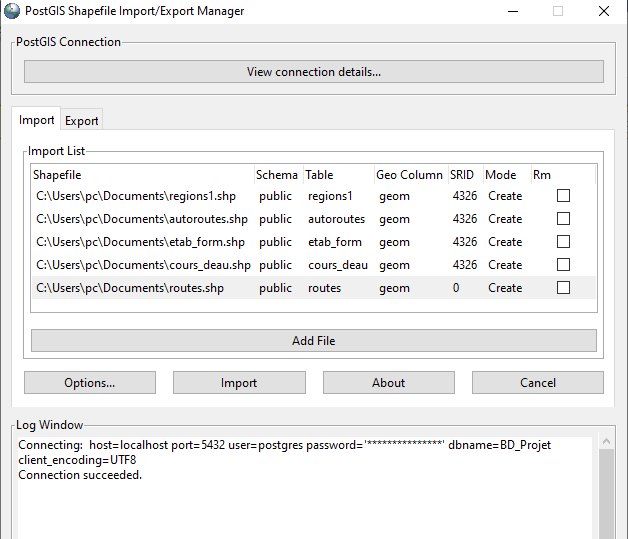 PostGIS Shapefile Import/Export Manager
PostGIS Connection
View connection details...
Import Export
Import List
Shapefile Schema Table Geo Column SRID Mode Rm
C:\Users\pc\Documents\regions1.shp public regions1 geom 4326 Create
C:\Users\pc\Documents\autoroutes.shp public autoroutes geom 4326 Create
C:\Users\pc\Documents\etab_form.shp public etab_form geom 4326 Create
C:\Users\pc\Documents\cours_deau.shp public cours_deau geom 4326 Create
C:\Users\pc\Documents\routes.shp public routes geom 0 Create
Add File
Options... Import About Cancel
Log Window
Connecting: host=localhost port=5432 user=postgres password='***************' dbname=BD_Projet
client_encoding=UTF8
Connection succeeded.